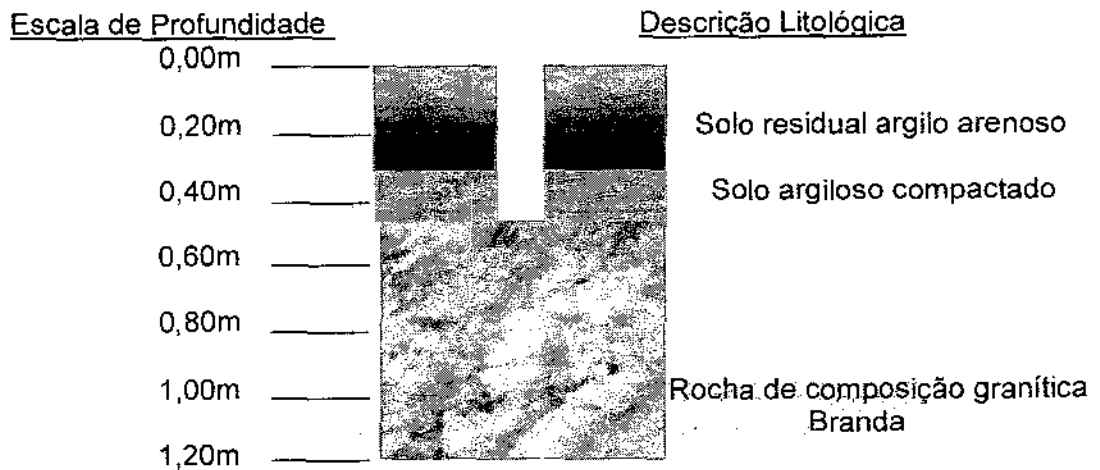 Escala de Profundidade
Descrição Litológica
0,00m
0,20m
Solo residual argilo arenoso
0,40m
Solo argiloso compactado
0,60m
0,80m
1,00m
Rocha de composição granítica
Branda
1,20m